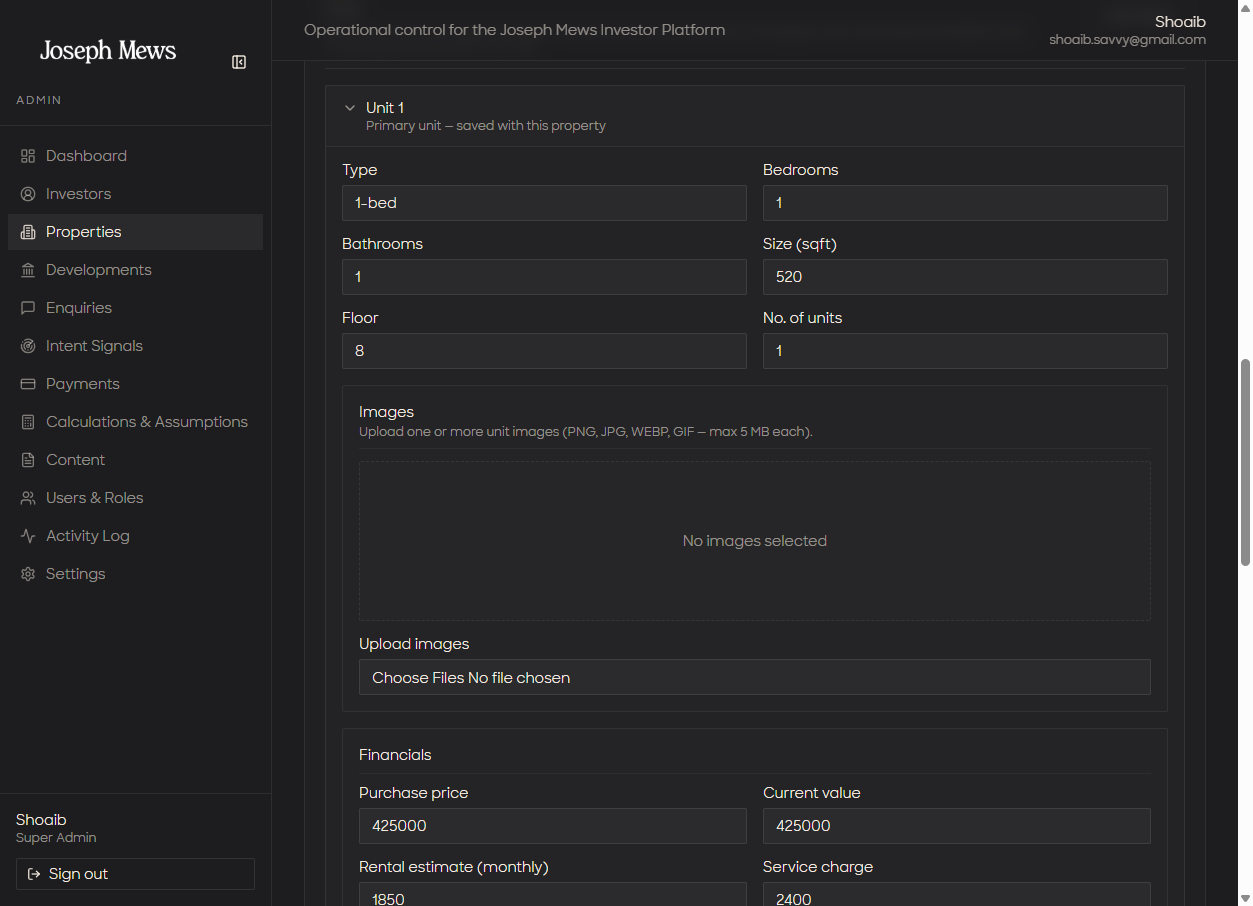 Joseph Mews
ADMIN
Dashboard
Investors
Properties
Developments
Enquiries
Intent Signals
Payments
Calculations & Assumptions
Content
Users & Roles
Activity Log
Settings
Shoaib
Super Admin
Sign out
Operational control for the Joseph Mews Investor Platform
Shoaib
shoaib.savvy@gmail.com
Unit 1
Primary unit – saved with this property
Type
Bedrooms
1-bed
1
Bathrooms
Size (sqft)
1
520
Floor
No. of units
8
1
Images
Upload one or more unit images (PNG, JPG, WEBP, GIF – max 5 MB each).
No images selected
Upload images
Choose Files No file chosen
Financials
Purchase price
Current value
425000
425000
Rental estimate (monthly)
Service charge
1850
2400